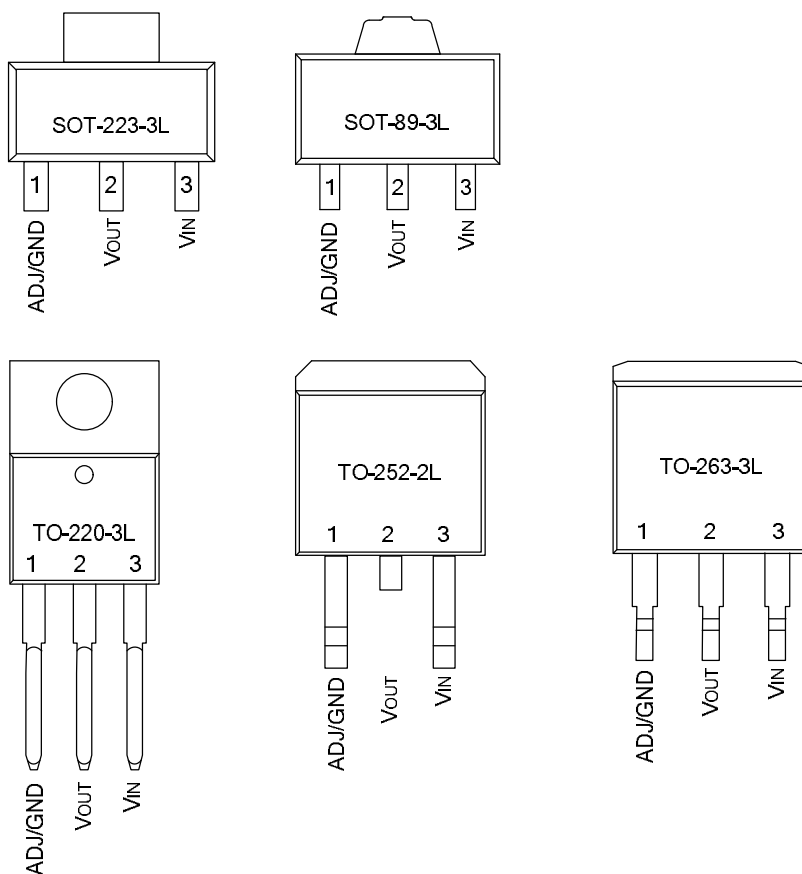 SOT-223-3L
1 2 3
ADJ/GND
VOUT
VIN
SOT-89-3L
1 2 3
ADJ/GND
VOUT
VIN
TO-220-3L
1 2 3
ADJ/GND
VOUT
VIN
TO-252-2L
1 2 3
ADJ/GND
VOUT
VIN
TO-263-3L
1 2 3
ADJ/GND
VOUT
VIN